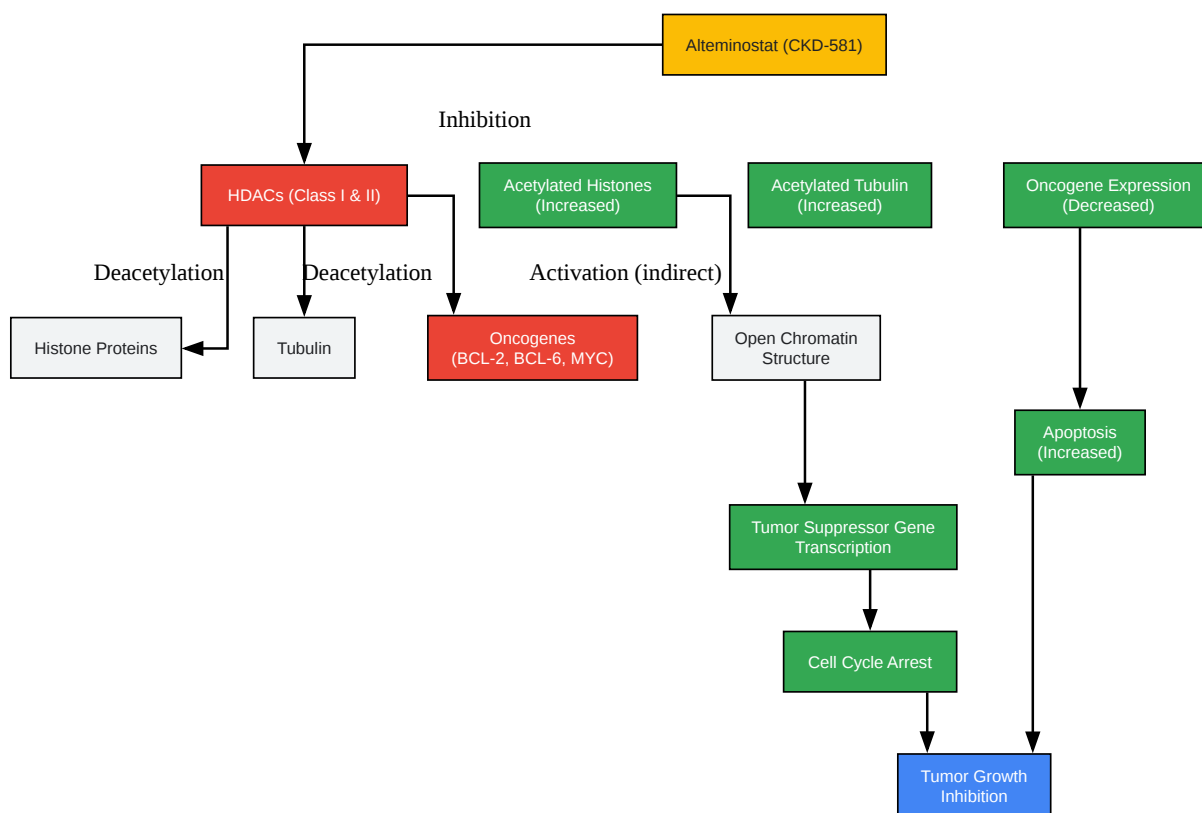 Alteminostat (CKD-581)
Inhibition
HDACs (Class I & II)
Acetylated Histones
(Increased)
Acetylated Tubulin
(Increased)
Oncogene Expression
(Decreased)
Deacetylation
Deacetylation
Activation (indirect)
Histone Proteins
Tubulin
Oncogenes
(BCL-2, BCL-6, MYC)
Open Chromatin
Structure
Apoptosis
(Increased)
Tumor Suppressor Gene
Transcription
Cell Cycle Arrest
Tumor Growth
Inhibition